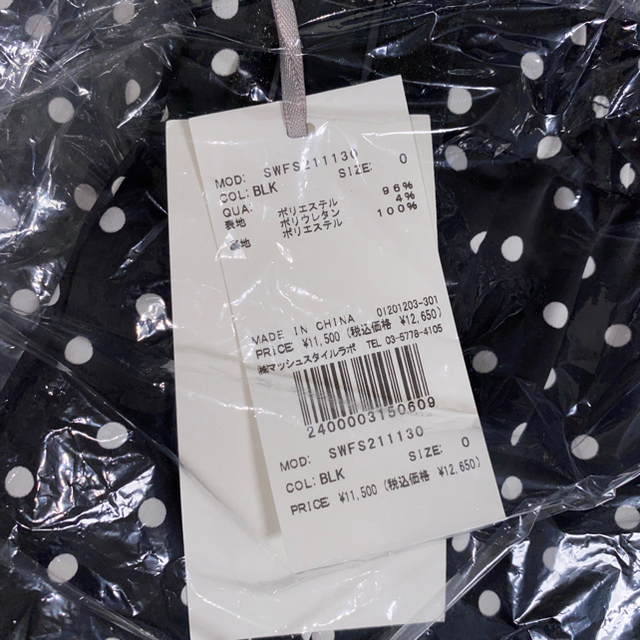 MOD: SWFS211130 0
COL: BLK SIZE:
QUA:
表地 ポリエステル 96%
ポリウレタン 4%
裏地 ポリエステル 100%
01201203-301
MADE IN CHINA
PRICE ¥11,500 (税込価格 ¥12,650)
㈱マッシュスタイルラボ TEL 03-5778-4105
2400003150609
MOD: SWFS211130
COL: BLK SIZE: 0
PRICE ¥11,500 (税込価格 ¥12,650)